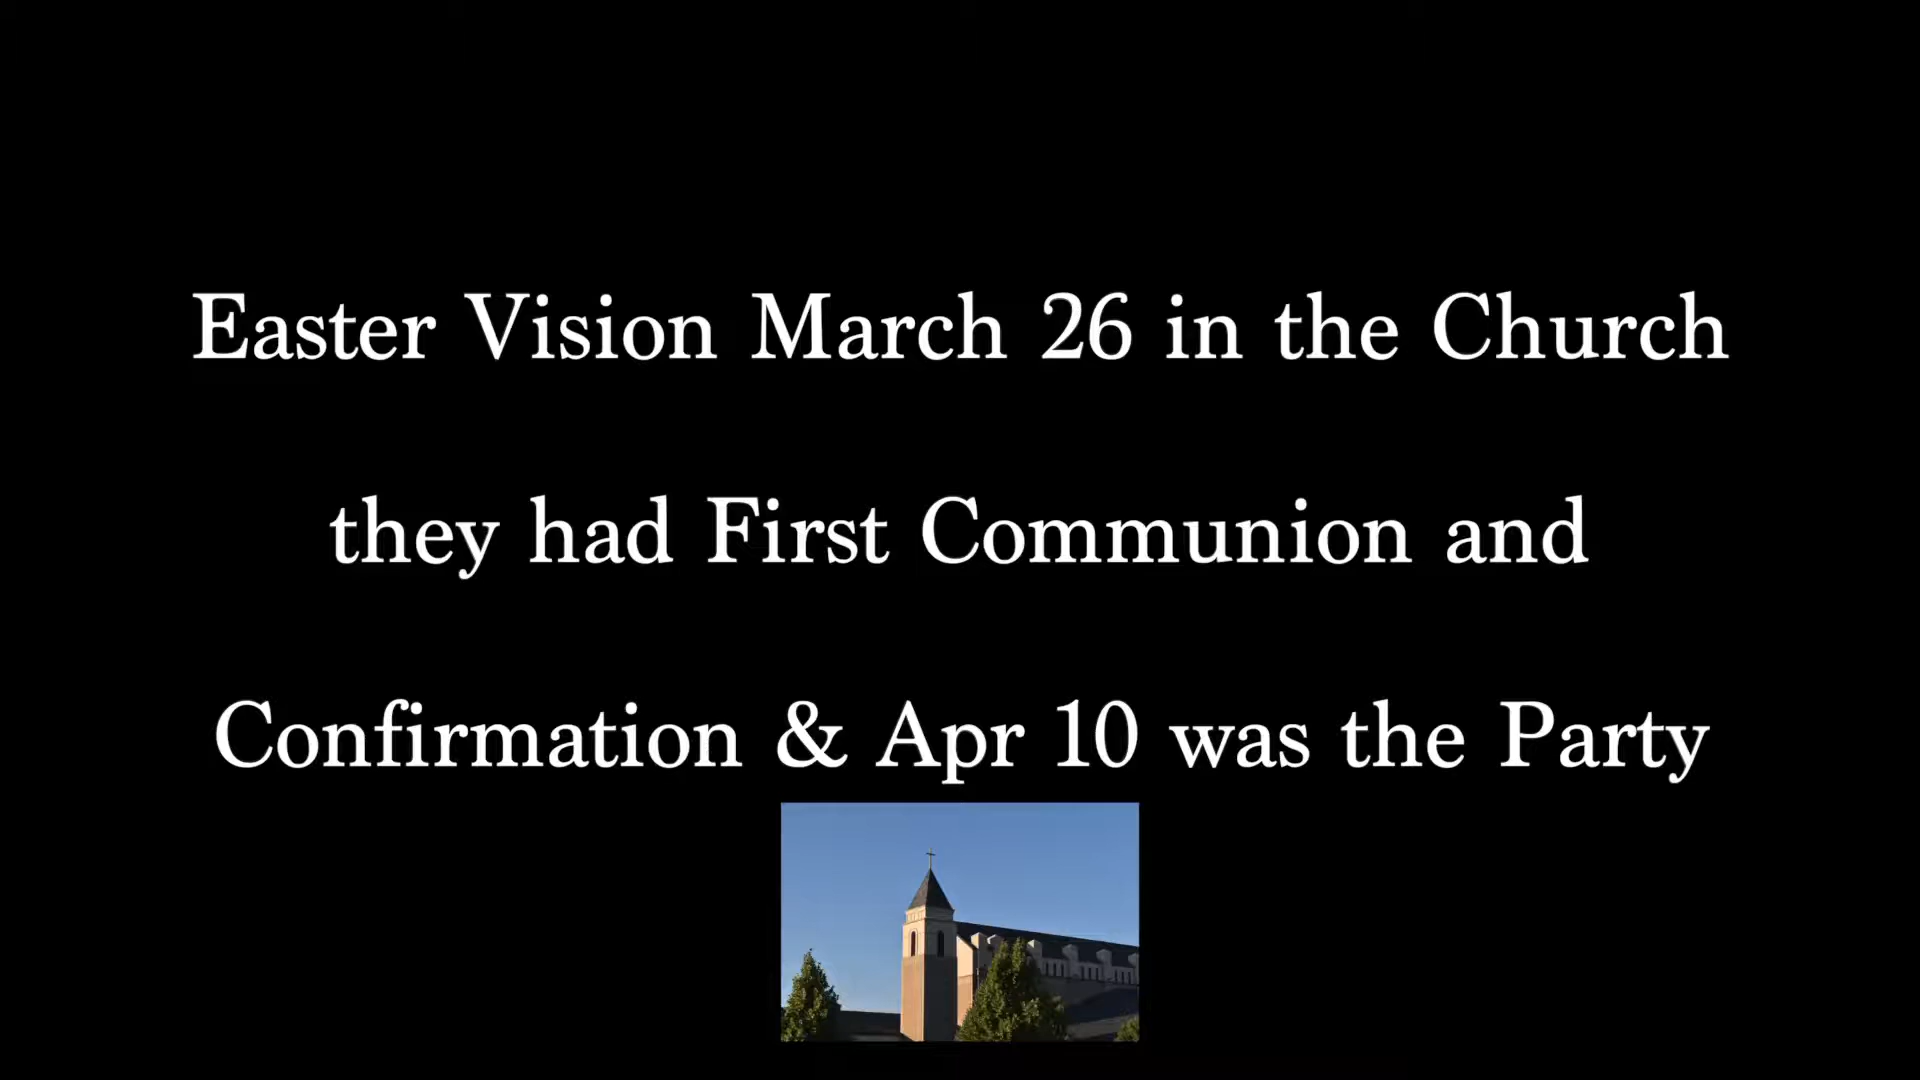 Easter Vision March 26 in the Church
they had First Communion and
Confirmation & Apr 10 was the Party